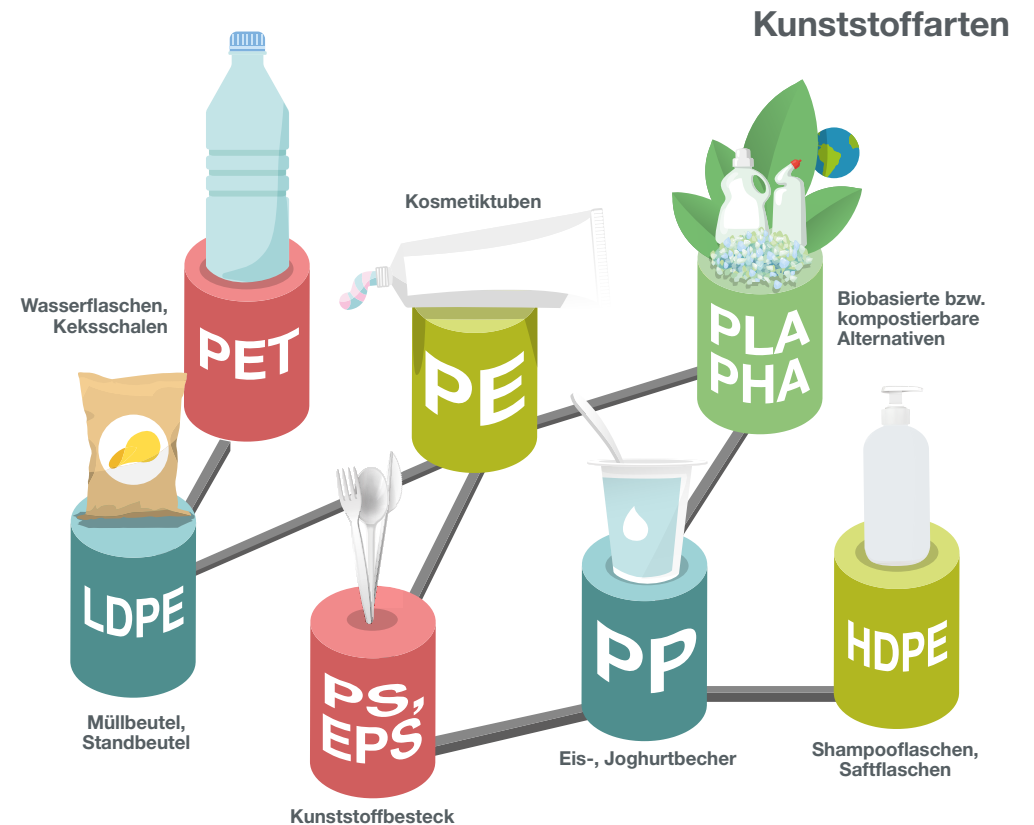 Kunststoffarten
Kosmetiktuben
Wasserflaschen,
Keksschalen
PET
PE
PLA
PHA
Biobasierte bzw.
kompostierbare
Alternativen
LDPE
Müllbeutel,
Standbeutel
PS,
EPS
Kunststoffbesteck
PP
Eis-, Joghurtbecher
HDPE
Shampooflaschen,
Saftflaschen